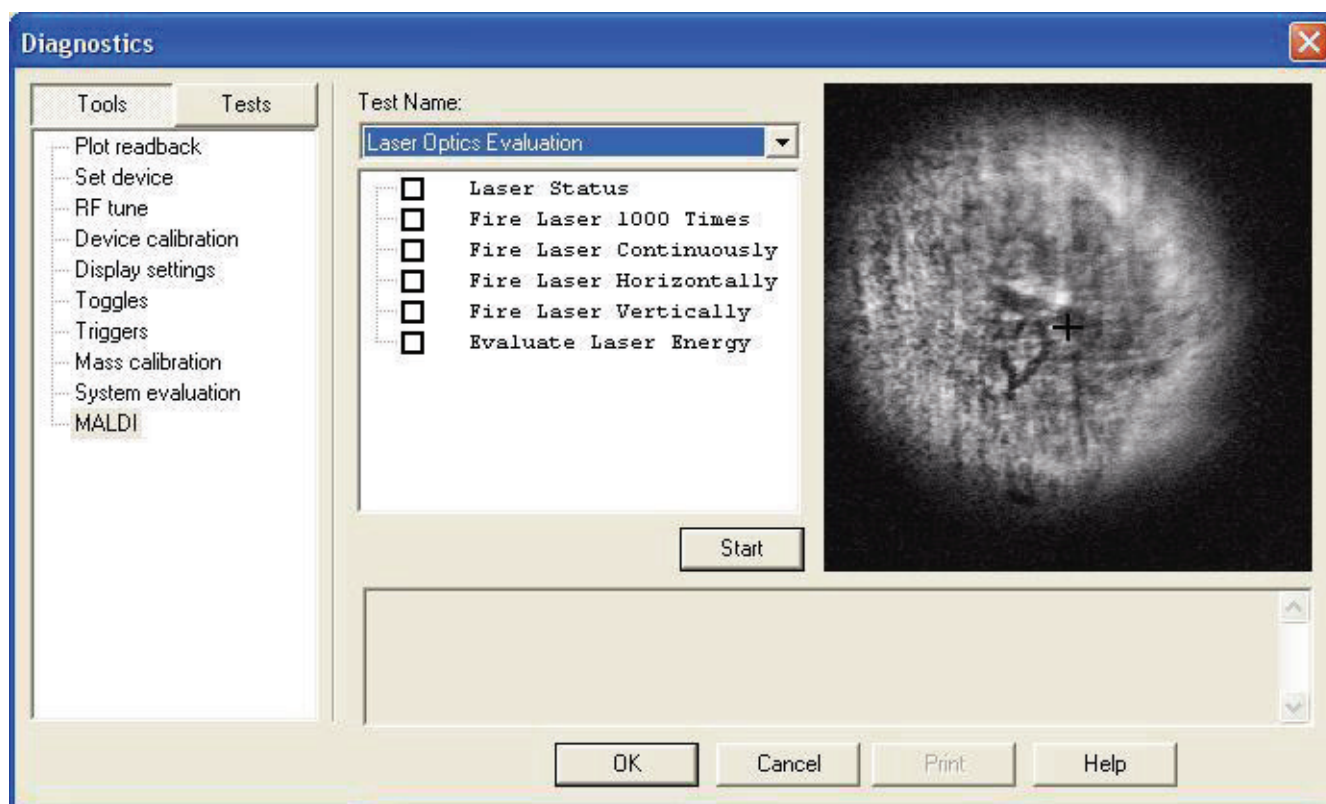 Diagnostics
Tools Tests
Plot readback
Set device
RF tune
Device calibration
Display settings
Toggles
Triggers
Mass calibration
System evaluation
MALDI
Test Name:
Laser Optics Evaluation
Laser Status
Fire Laser 1000 Times
Fire Laser Continuously
Fire Laser Horizontally
Fire Laser Vertically
Evaluate Laser Energy
Start
OK Cancel Print Help